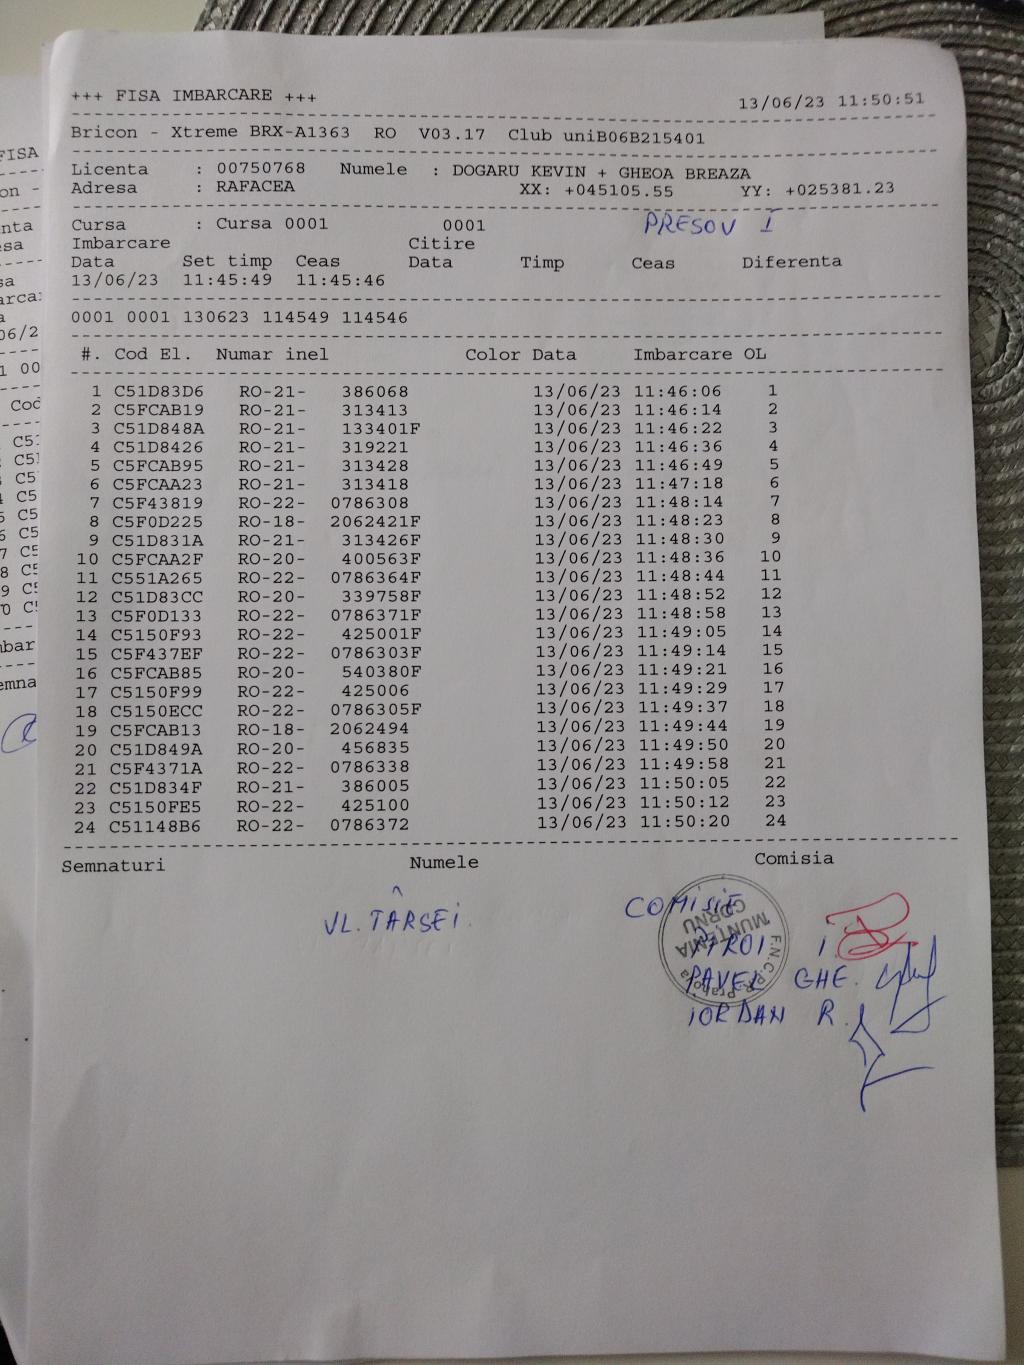 +++ FISA IMBARCARE +++ 13/06/23 11:50:51
Bricon - Xtreme BRX-A1363 RO V03.17 Club uniB06B215401
Licenta : 00750768 Numele : DOGARU KEVIN + GHEOA BREAZA
Adresa : RAFACEA XX: +045105.55 YY: +025381.23
Cursa : Cursa 0001 0001 PRESOV I
Imbarcare Citire
Data Set timp Ceas Data Timp Ceas Diferenta
13/06/23 11:45:49 11:45:46
0001 0001 130623 114549 114546
#. Cod El. Numar inel Color Data Imbarcare OL
1 C51D83D6 RO-21- 386068 13/06/23 11:46:06 1
2 C5FCAB19 RO-21- 313413 13/06/23 11:46:14 2
3 C51D848A RO-21- 133401F 13/06/23 11:46:22 3
4 C51D8426 RO-21- 319221 13/06/23 11:46:36 4
5 C5FCAB95 RO-21- 313428 13/06/23 11:46:49 5
6 C5FCAA23 RO-21- 313418 13/06/23 11:47:18 6
7 C5F43819 RO-22- 0786308 13/06/23 11:48:14 7
8 C5F0D225 RO-18- 2062421F 13/06/23 11:48:23 8
9 C51D831A RO-21- 313426F 13/06/23 11:48:30 9
10 C5FCAA2F RO-20- 400563F 13/06/23 11:48:36 10
11 C551A265 RO-22- 0786364F 13/06/23 11:48:44 11
12 C51D83CC RO-20- 339758F 13/06/23 11:48:52 12
13 C5F0D133 RO-22- 0786371F 13/06/23 11:48:58 13
14 C5150F93 RO-22- 425001F 13/06/23 11:49:05 14
15 C5F437EF RO-22- 0786303F 13/06/23 11:49:14 15
16 C5FCAB85 RO-20- 540380F 13/06/23 11:49:21 16
17 C5150F99 RO-22- 425006 13/06/23 11:49:29 17
18 C5150ECC RO-22- 0786305F 13/06/23 11:49:37 18
19 C5FCAB13 RO-18- 2062494 13/06/23 11:49:44 19
20 C51D849A RO-20- 456835 13/06/23 11:49:50 20
21 C5F4371A RO-22- 0786338 13/06/23 11:49:58 21
22 C51D834F RO-21- 386005 13/06/23 11:50:05 22
23 C5150FE5 RO-22- 425100 13/06/23 11:50:12 23
24 C51148B6 RO-22- 0786372 13/06/23 11:50:20 24
Semnaturi Numele Comisia
VL. TÂRSEI. COMISIE
PAVEL GHE.
IORDAN R.
F.N.C.P.R. Prahova
MUNTENIA
CORNU